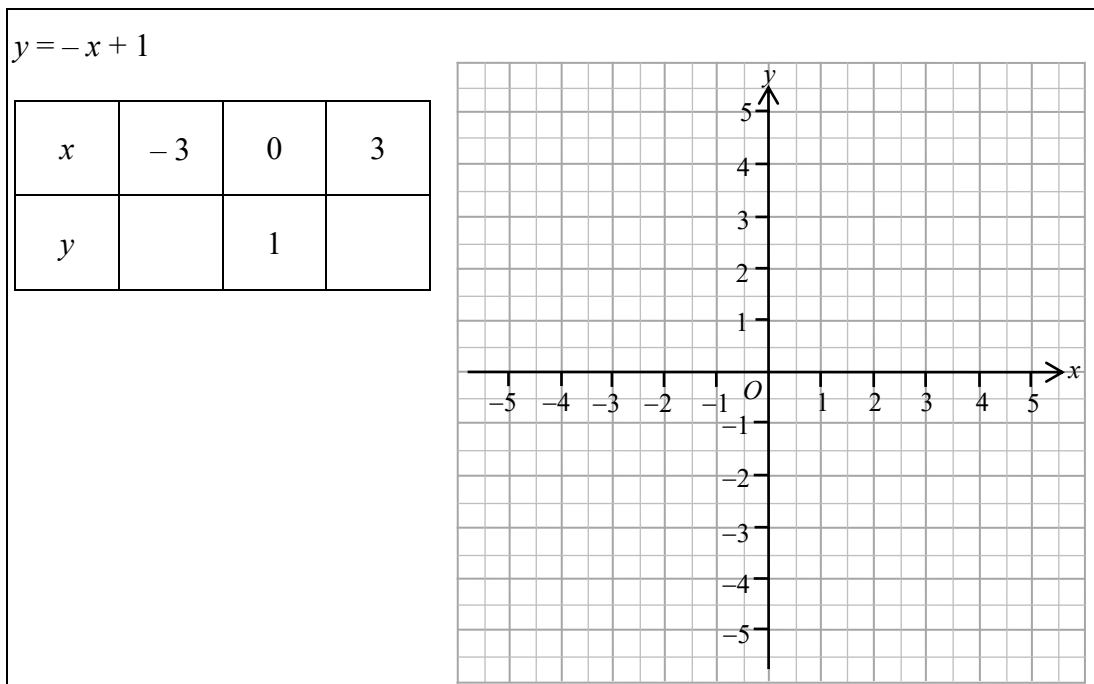 y = – x + 1
x – 3 0 3
y 1
y
5
4
3
2
1
–5 –4 –3 –2 –1 O 1 2 3 4 5 x
–1
–2
–3
–4
–5